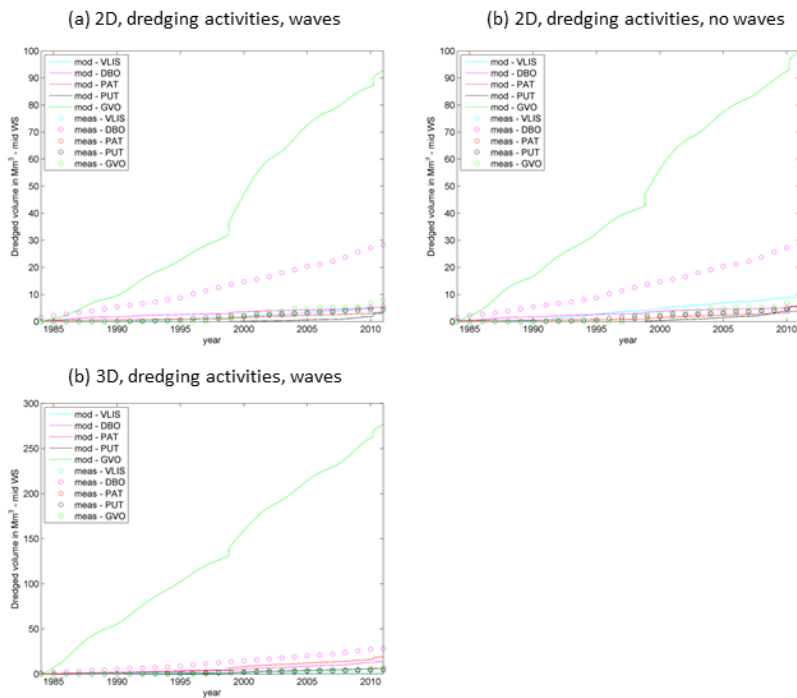 (a) 2D, dredging activities, waves
Dredged volume in Mm³ - mid WS
100
90
80
70
60
50
40
30
20
10
0
mod - VLIS
mod - DBO
mod - PAT
mod - PUT
mod - GVO
meas - VLIS
meas - DBO
meas - PAT
meas - PUT
meas - GVO
1985 1990 1995 2000 2005 2010
year
(b) 2D, dredging activities, no waves
Dredged volume in Mm³ - mid WS
100
90
80
70
60
50
40
30
20
10
0
mod - VLIS
mod - DBO
mod - PAT
mod - PUT
mod - GVO
meas - VLIS
meas - DBO
meas - PAT
meas - PUT
meas - GVO
1985 1990 1995 2000 2005 2010
year
(b) 3D, dredging activities, waves
Dredged volume in Mm³ - mid WS
300
250
200
150
100
50
0
mod - VLIS
mod - DBO
mod - PAT
mod - PUT
mod - GVO
meas - VLIS
meas - DBO
meas - PAT
meas - PUT
meas - GVO
1985 1990 1995 2000 2005 2010
year